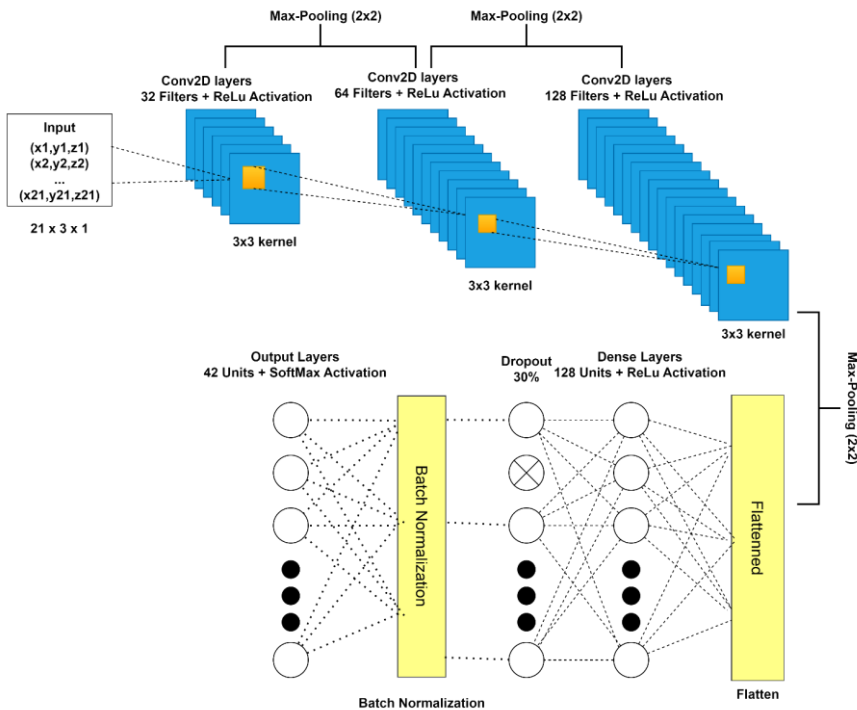 Max-Pooling (2x2)
Max-Pooling (2x2)
Conv2D layers
32 Filters + ReLu Activation
Conv2D layers
64 Filters + ReLu Activation
Conv2D layers
128 Filters + ReLu Activation
Input
(x1,y1,z1)
(x2,y2,z2)
...
(x21,y21,z21)
21 x 3 x 1
3x3 kernel
3x3 kernel
3x3 kernel
Max-Pooling (2x2)
Output Layers
42 Units + SoftMax Activation
Dropout
30%
Dense Layers
128 Units + ReLu Activation
Batch Normalization
Flattenned
Batch Normalization
Flatten